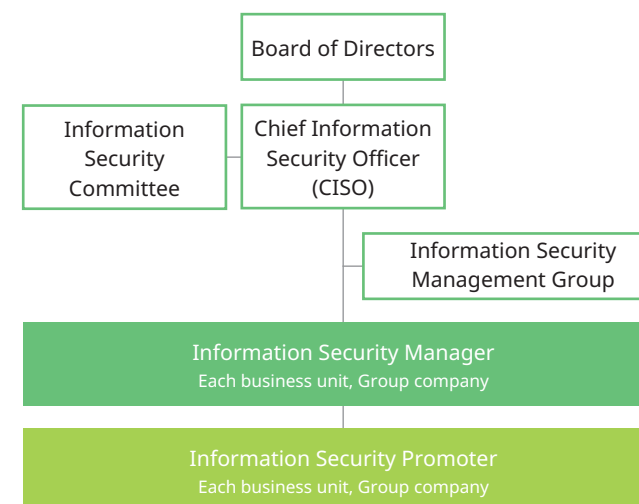 Board of Directors
Information
Security
Committee
Chief Information
Security Officer
(CISO)
Information Security
Management Group
Information Security Manager
Each business unit, Group company
Information Security Promoter
Each business unit, Group company